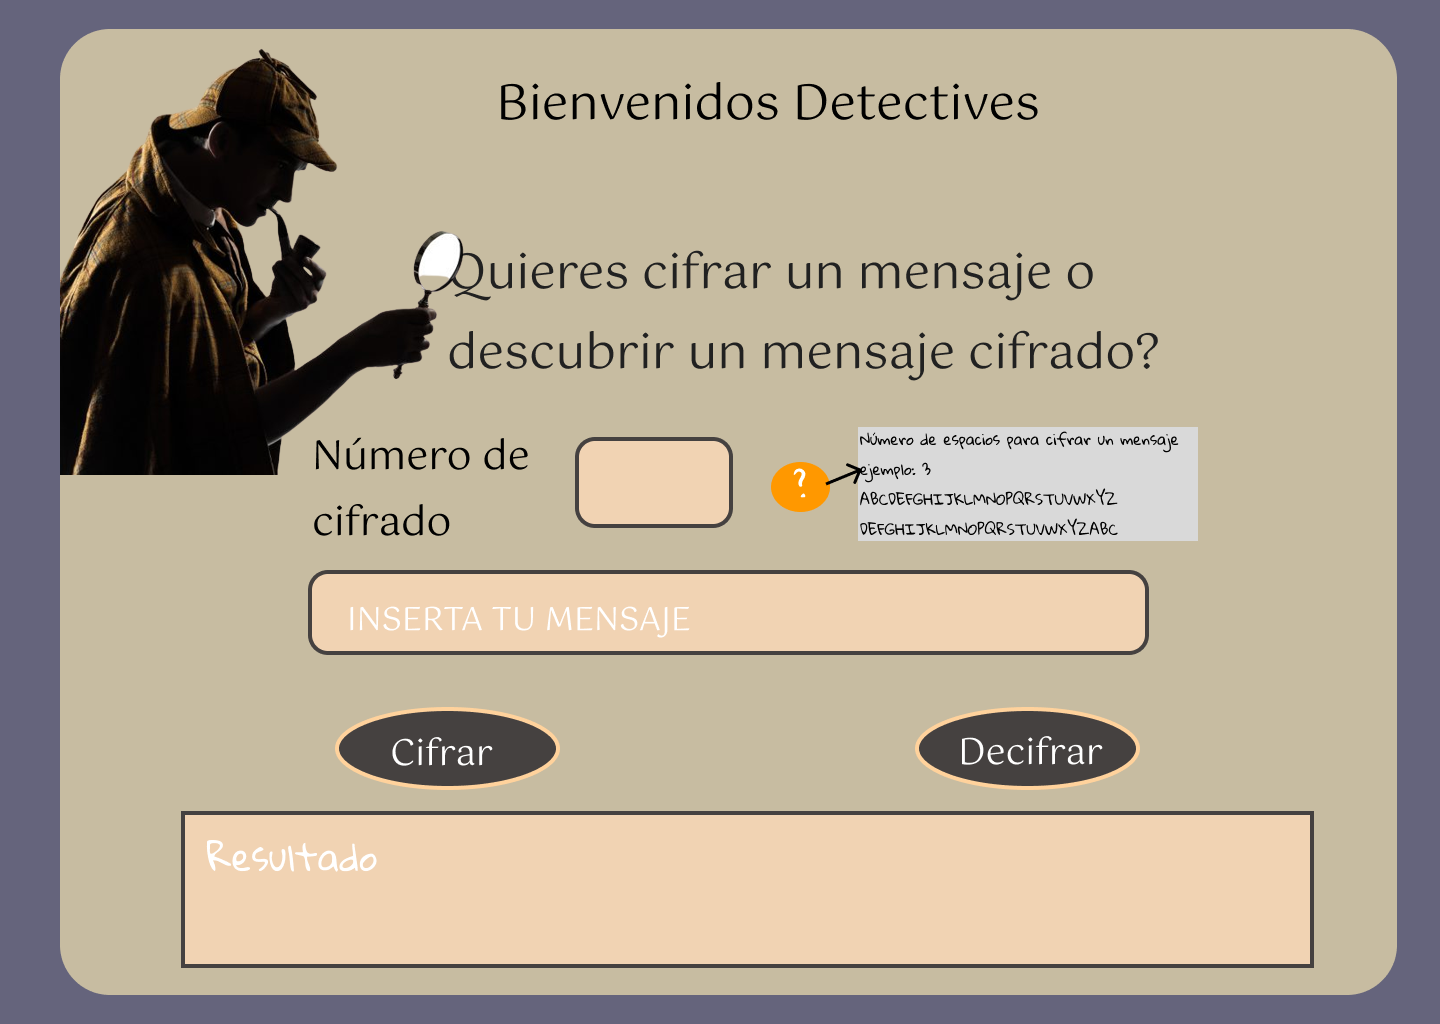 Bienvenidos Detectives
Quieres cifrar un mensaje o
descubrir un mensaje cifrado?
Número de
cifrado
?
Número de espacios para cifrar un mensaje
ejemplo: 3
ABCDEFGHIJKLMNOPQRSTUVWXYZ
DEFGHIJKLMNOPQRSTUVWXYZABC
INSERTA TU MENSAJE
Cifrar
Decifrar
Resultado